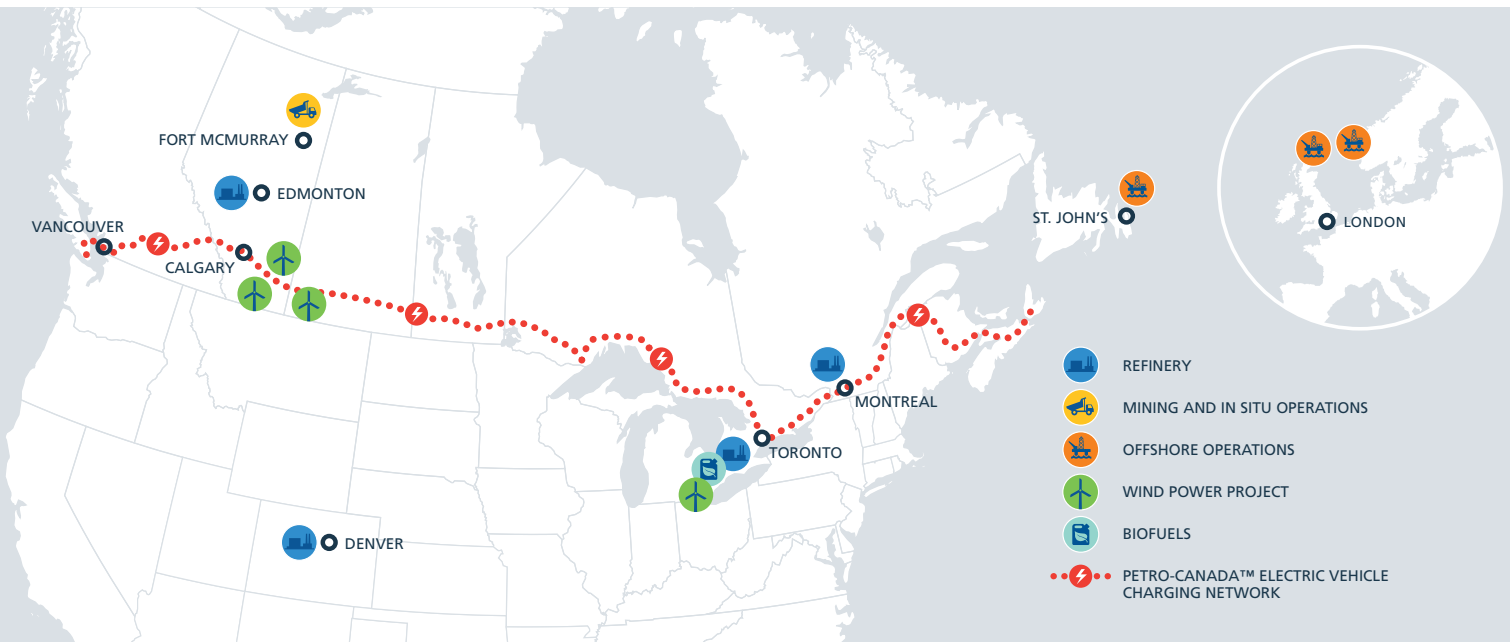 FORT MCMURRAY
EDMONTON
VANCOUVER
CALGARY
ST. JOHN'S
LONDON
MONTREAL
TORONTO
DENVER
REFINERY
MINING AND IN SITU OPERATIONS
OFFSHORE OPERATIONS
WIND POWER PROJECT
BIOFUELS
PETRO-CANADA™ ELECTRIC VEHICLE
CHARGING NETWORK